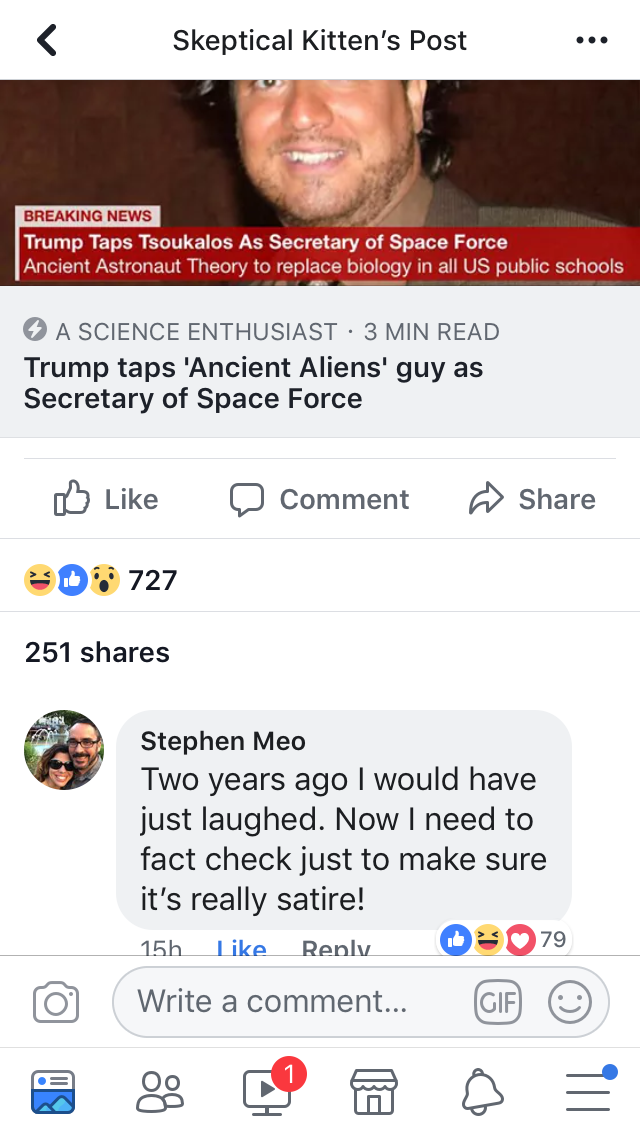 Skeptical Kitten's Post
BREAKING NEWS
Trump Taps Tsoukalos As Secretary of Space Force
Ancient Astronaut Theory to replace biology in all US public schools
A SCIENCE ENTHUSIAST · 3 MIN READ
Trump taps 'Ancient Aliens' guy as
Secretary of Space Force
Like Comment Share
727
251 shares
Stephen Meo
Two years ago I would have
just laughed. Now I need to
fact check just to make sure
it's really satire!
15h Like Reply 79
Write a comment... GIF
1